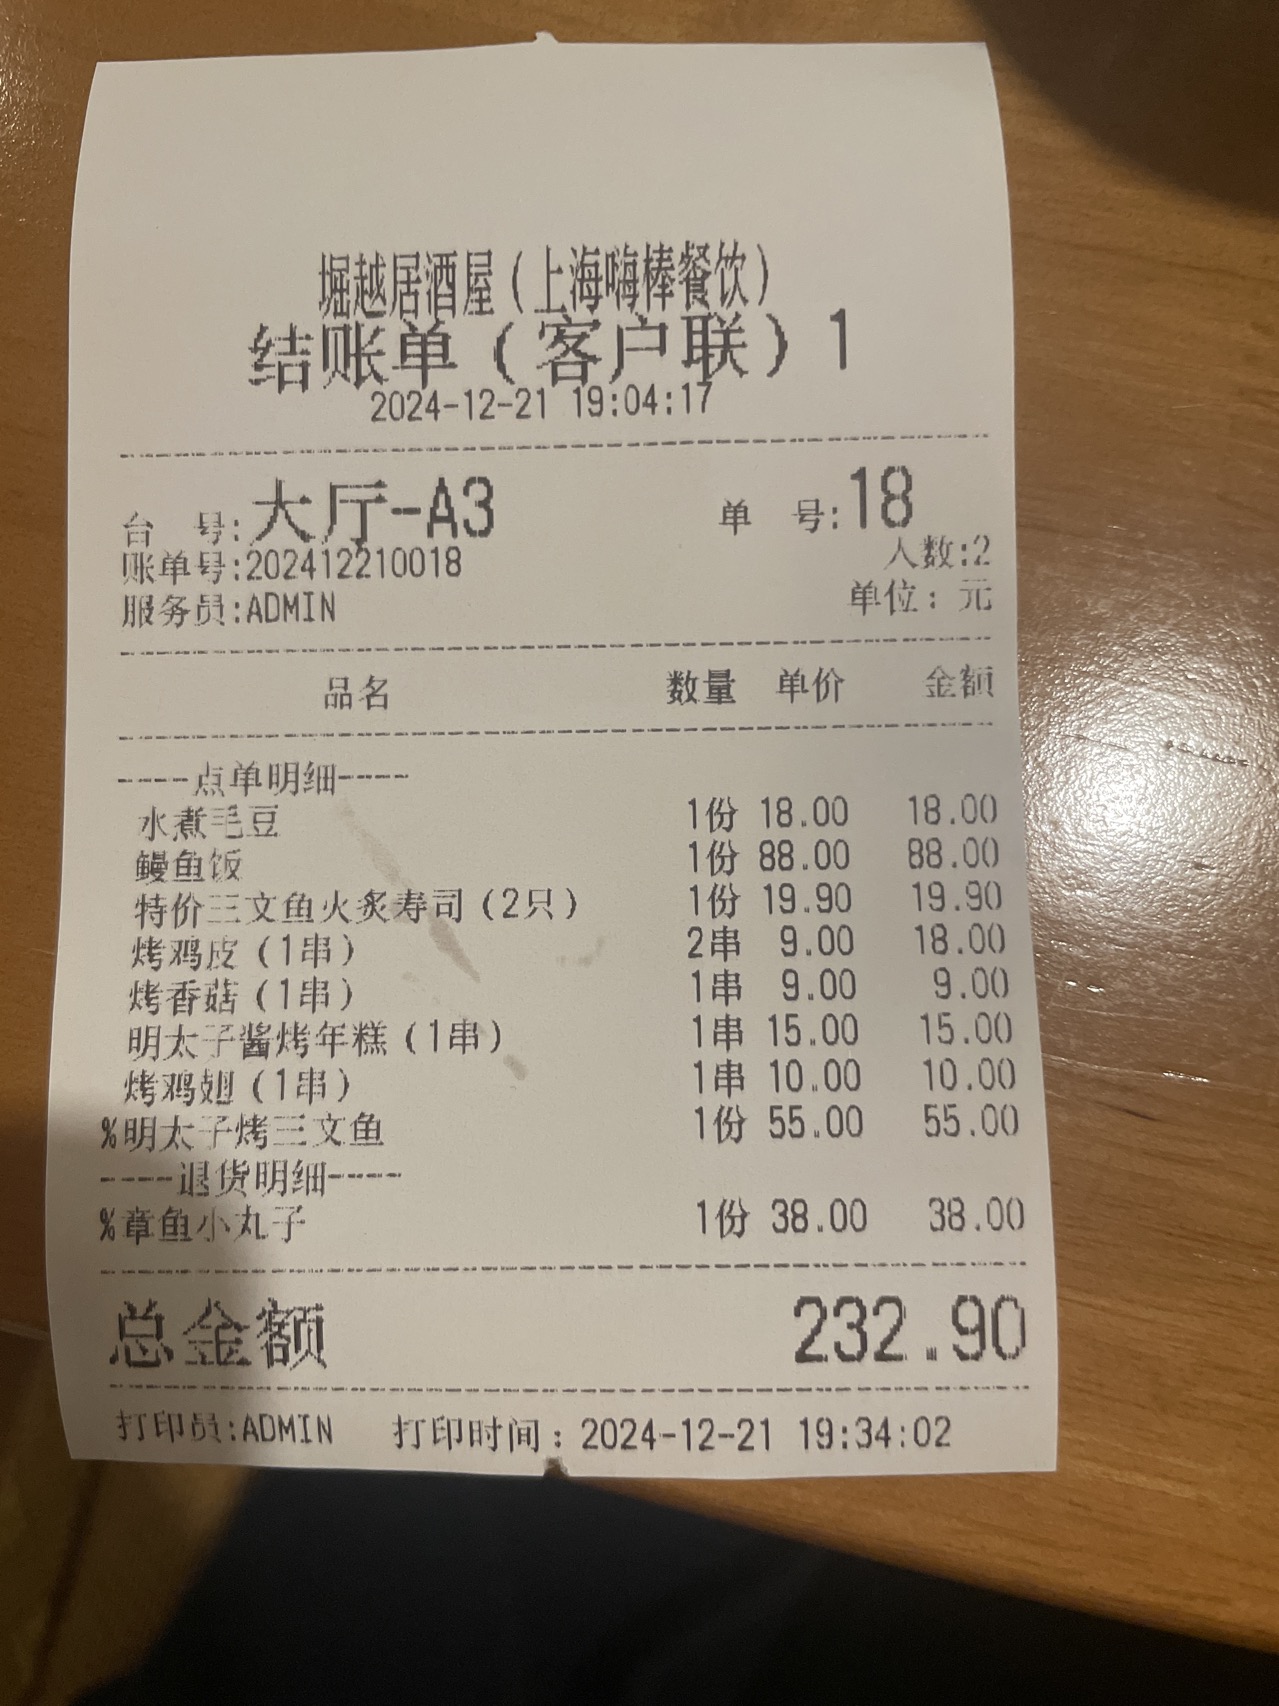 堀越居酒屋（上海嗨棒餐饮）
结账单（客户联）1
2024-12-21 19:04:17
台 号:大厅-A3 单 号:18
账单号:202412210018 人数:2
服务员:ADMIN 单位：元
品名 数量 单价 金额
----点单明细----
水煮毛豆 1份 18.00 18.00
鳗鱼饭 1份 88.00 88.00
特价三文鱼火炙寿司（2只） 1份 19.90 19.90
烤鸡皮（1串） 2串 9.00 18.00
烤香菇（1串） 1串 9.00 9.00
明太子酱烤年糕（1串） 1串 15.00 15.00
烤鸡翅（1串） 1串 10.00 10.00
%明太子烤三文鱼 1份 55.00 55.00
----退货明细----
%章鱼小丸子 1份 38.00 38.00
总金额 232.90
打印员:ADMIN 打印时间：2024-12-21 19:34:02